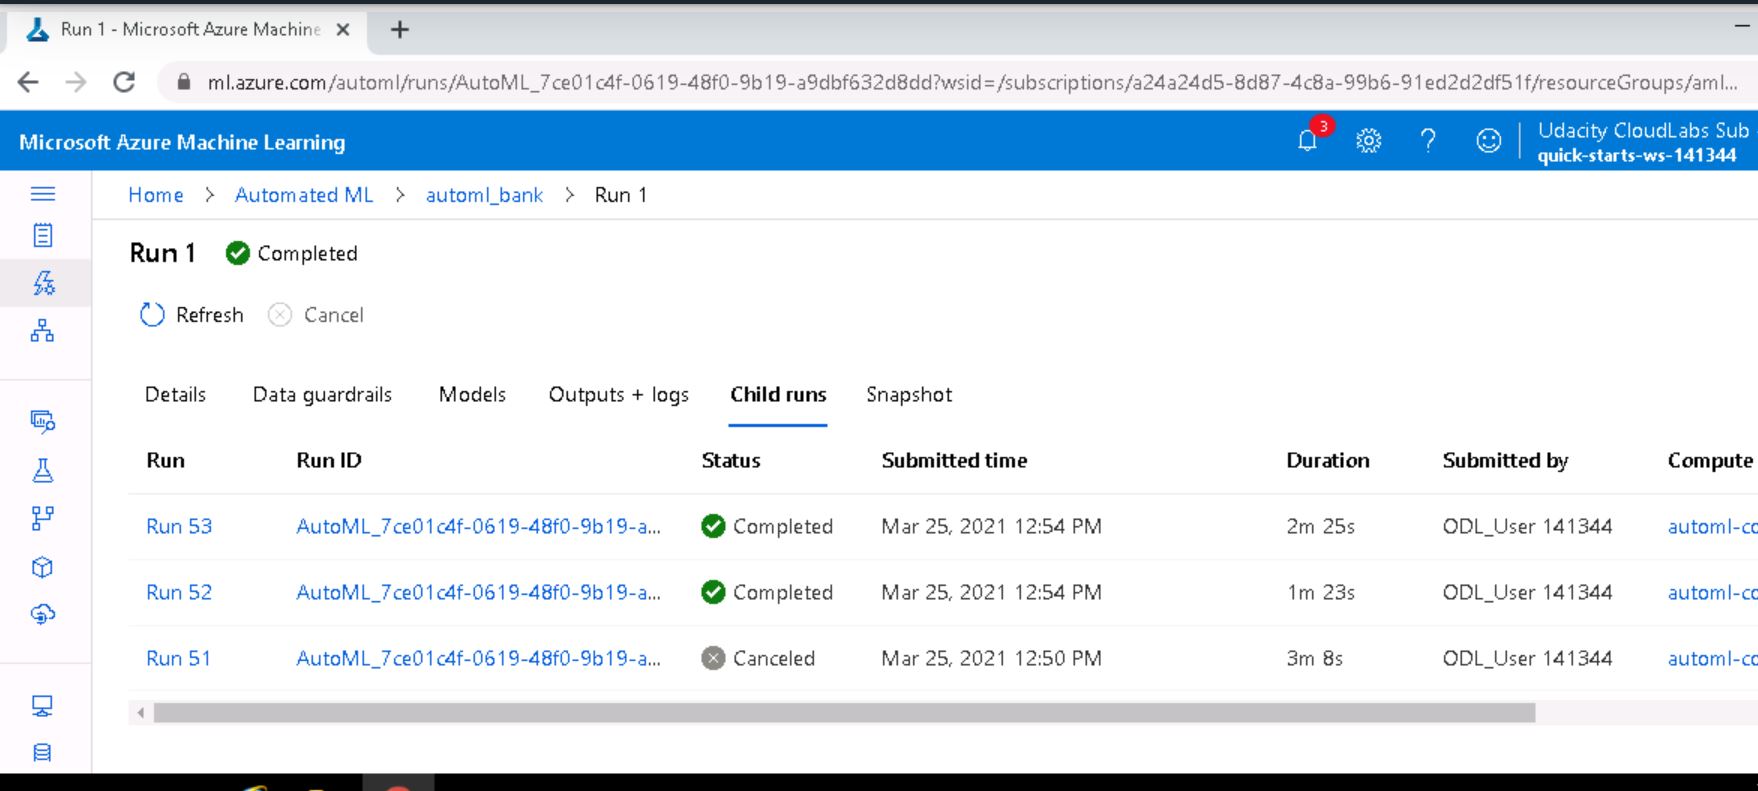 Run 1 - Microsoft Azure Machine
ml.azure.com/automl/runs/AutoML_7ce01c4f-0619-48f0-9b19-a9dbf632d8dd?wsid=/subscriptions/a24a24d5-8d87-4c8a-99b6-91ed2d2df51f/resourceGroups/aml...
Microsoft Azure Machine Learning
3
Udacity CloudLabs Sub
quick-starts-ws-141344
Home > Automated ML > automl_bank > Run 1
Run 1 Completed
Refresh Cancel
Details Data guardrails Models Outputs + logs Child runs Snapshot
Run Run ID Status Submitted time Duration Submitted by Compute
Run 53 AutoML_7ce01c4f-0619-48f0-9b19-a... Completed Mar 25, 2021 12:54 PM 2m 25s ODL_User 141344 automl-co
Run 52 AutoML_7ce01c4f-0619-48f0-9b19-a... Completed Mar 25, 2021 12:54 PM 1m 23s ODL_User 141344 automl-co
Run 51 AutoML_7ce01c4f-0619-48f0-9b19-a... Canceled Mar 25, 2021 12:50 PM 3m 8s ODL_User 141344 automl-co